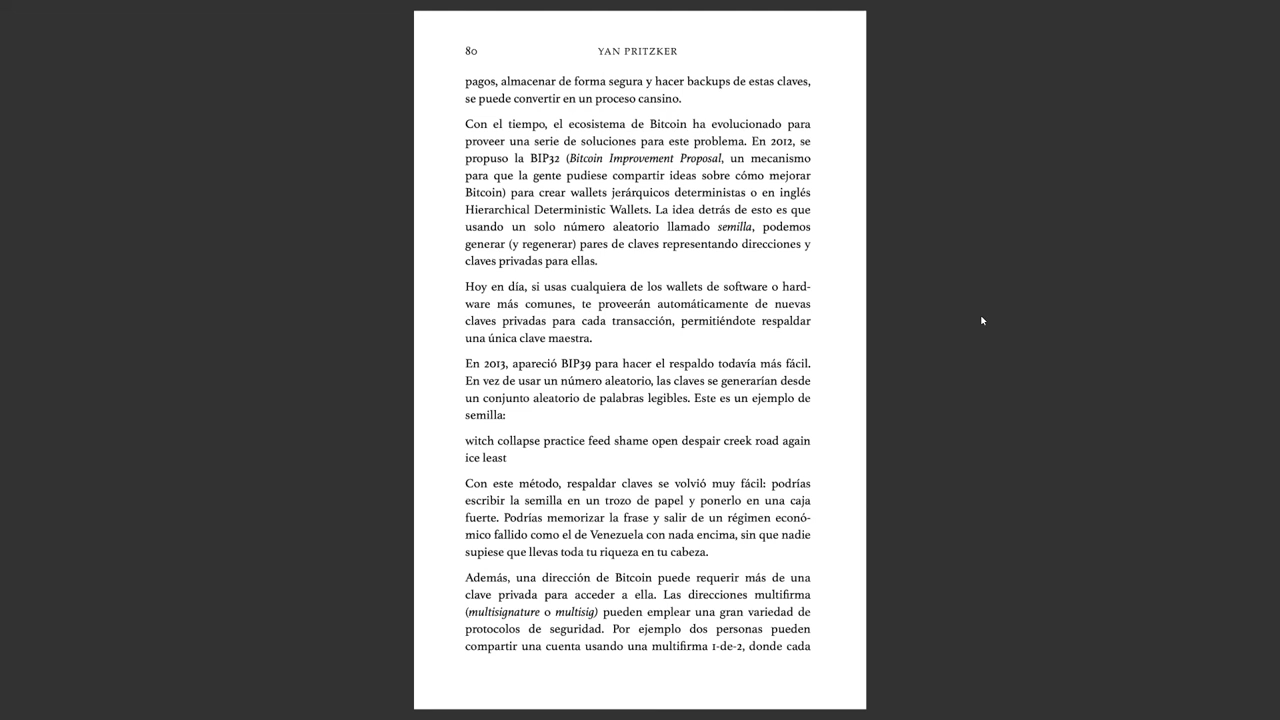 80
YAN PRITZKER
pagos, almacenar de forma segura y hacer backups de estas claves,
se puede convertir en un proceso cansino.
Con el tiempo, el ecosistema de Bitcoin ha evolucionado para
proveer una serie de soluciones para este problema. En 2012, se
propuso la BIP32 (Bitcoin Improvement Proposal, un mecanismo
para que la gente pudiese compartir ideas sobre cómo mejorar
Bitcoin) para crear wallets jerárquicos deterministas o en inglés
Hierarchical Deterministic Wallets. La idea detrás de esto es que
usando un solo número aleatorio llamado semilla, podemos
generar (y regenerar) pares de claves representando direcciones y
claves privadas para ellas.
Hoy en día, si usas cualquiera de los wallets de software o hard-
ware más comunes, te proveerán automáticamente de nuevas
claves privadas para cada transacción, permitiéndote respaldar
una única clave maestra.
En 2013, apareció BIP39 para hacer el respaldo todavía más fácil.
En vez de usar un número aleatorio, las claves se generarían desde
un conjunto aleatorio de palabras legibles. Este es un ejemplo de
semilla:
witch collapse practice feed shame open despair creek road again
ice least
Con este método, respaldar claves se volvió muy fácil: podrías
escribir la semilla en un trozo de papel y ponerlo en una caja
fuerte. Podrías memorizar la frase y salir de un régimen econó-
mico fallido como el de Venezuela con nada encima, sin que nadie
supiese que llevas toda tu riqueza en tu cabeza.
Además, una dirección de Bitcoin puede requerir más de una
clave privada para acceder a ella. Las direcciones multifirma
(multisignature o multisig) pueden emplear una gran variedad de
protocolos de seguridad. Por ejemplo dos personas pueden
compartir una cuenta usando una multifirma 1-de-2, donde cada